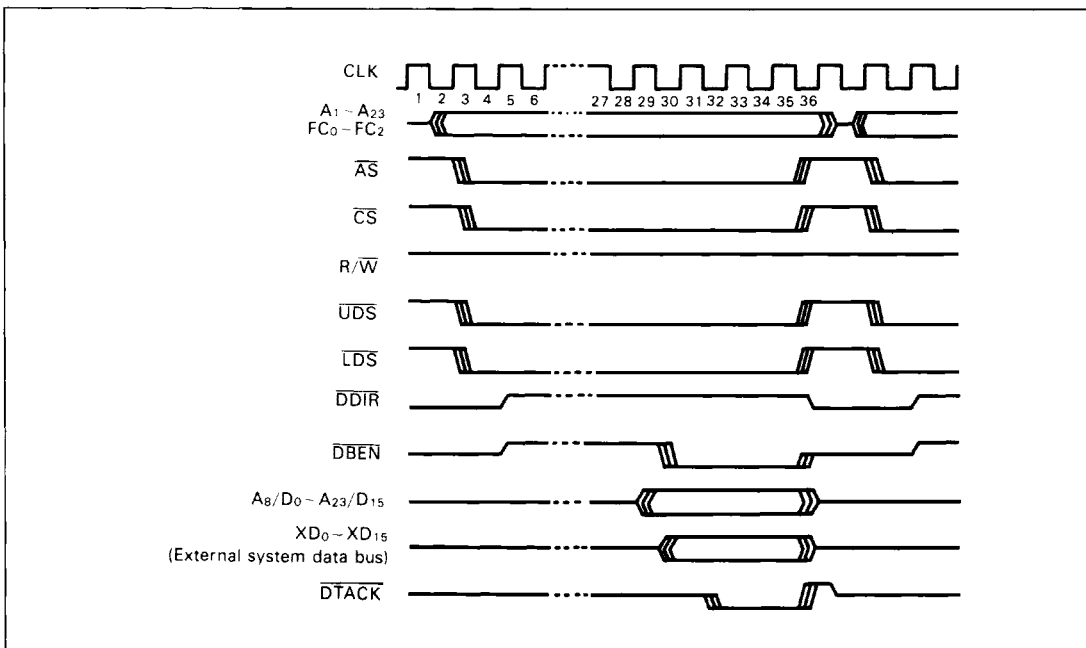 CLK
1 2 3 4 5 6 27 28 29 30 31 32 33 34 35 36
A1~A23
FC0~FC2
AS
CS
R/W
UDS
LDS
DDIR
DBEN
A8/D0~A23/D15
XD0~XD15
(External system data bus)
DTACK